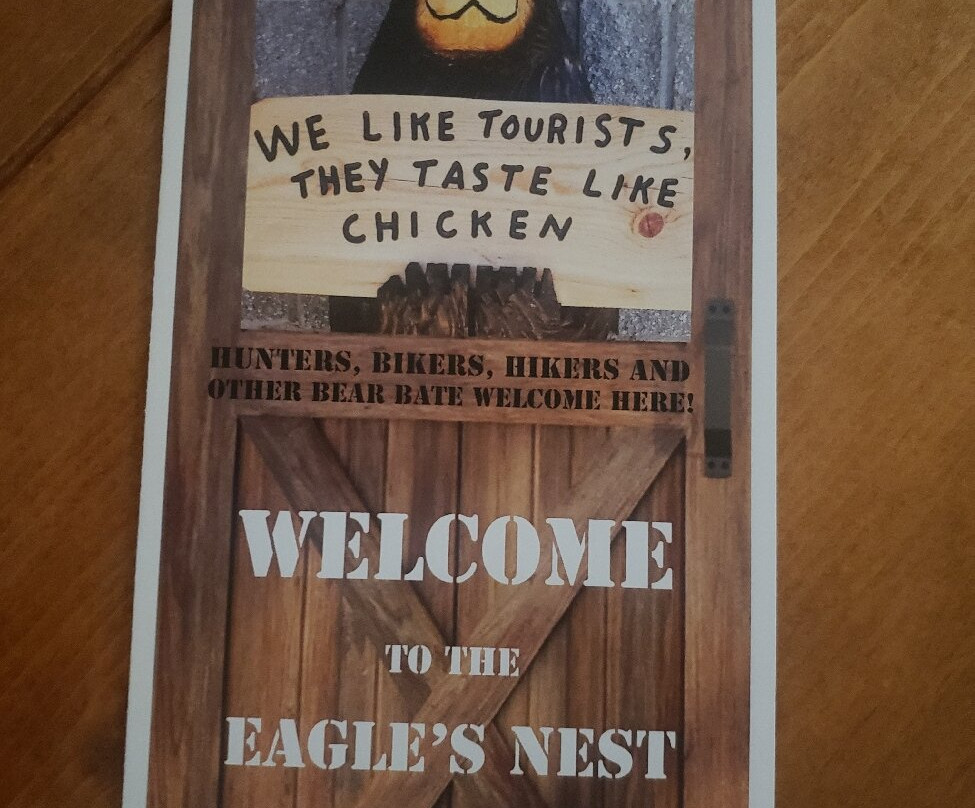 WE LIKE TOURISTS,
THEY TASTE LIKE
CHICKEN
HUNTERS, BIKERS, HIKERS AND
OTHER BEAR BATE WELCOME HERE!
WELCOME
TO THE
EAGLE'S NEST